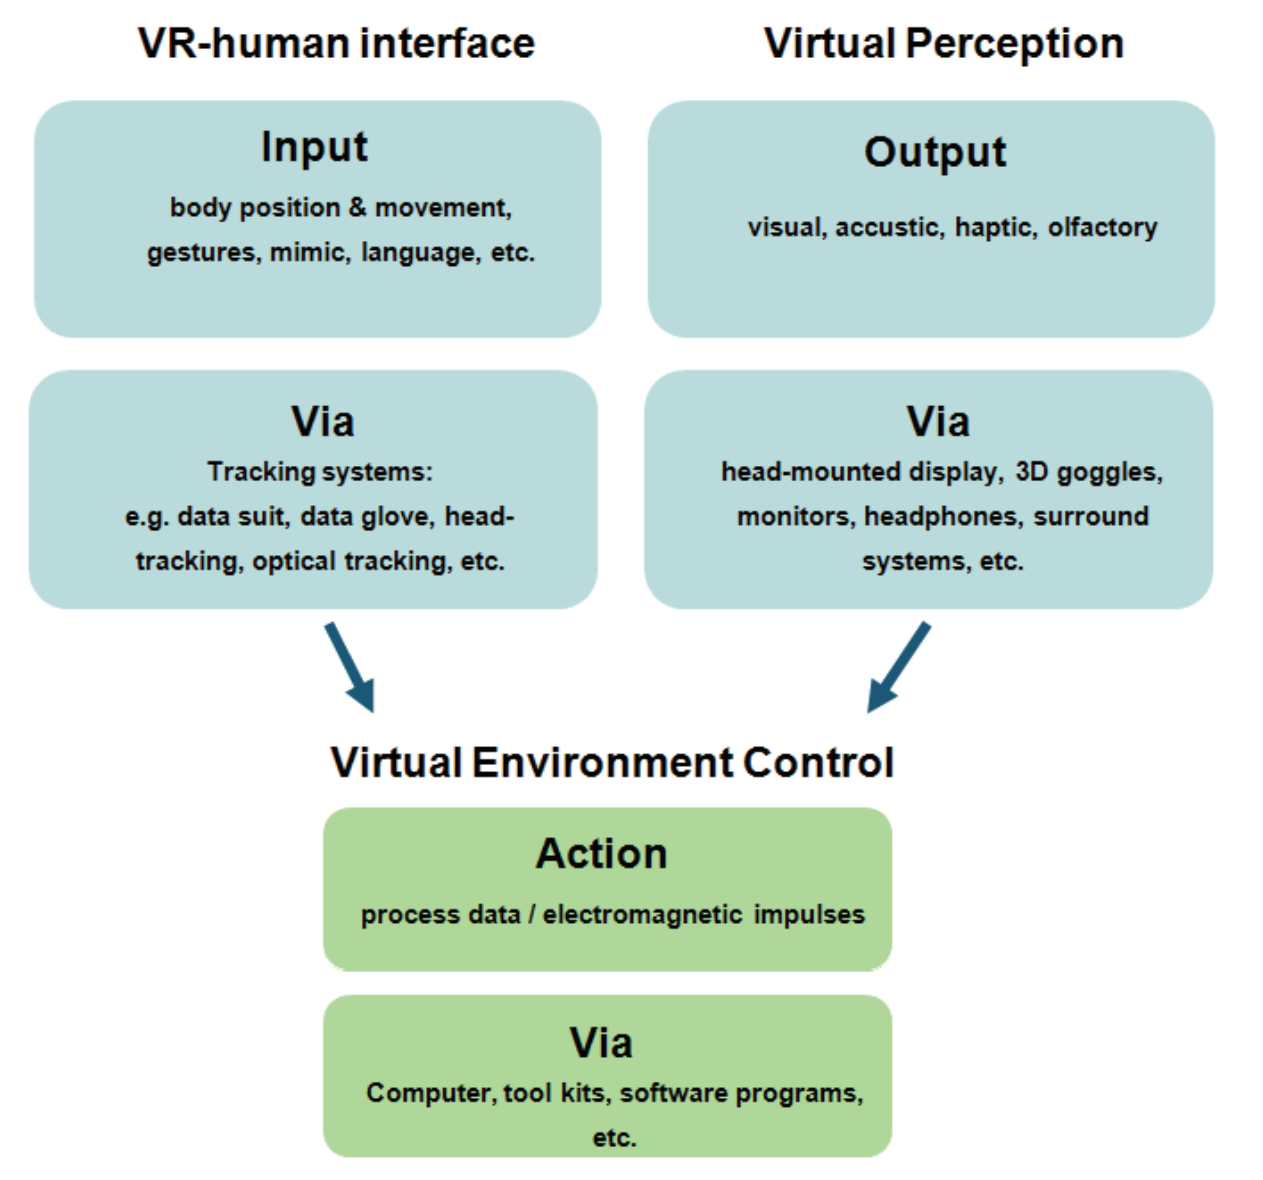 VR-human interface
Input
body position & movement,
gestures, mimic, language, etc.
Via
Tracking systems:
e.g. data suit, data glove, head-
tracking, optical tracking, etc.
Virtual Perception
Output
visual, accustic, haptic, olfactory
Via
head-mounted display, 3D goggles,
monitors, headphones, surround
systems, etc.
Virtual Environment Control
Action
process data / electromagnetic impulses
Via
Computer, tool kits, software programs,
etc.